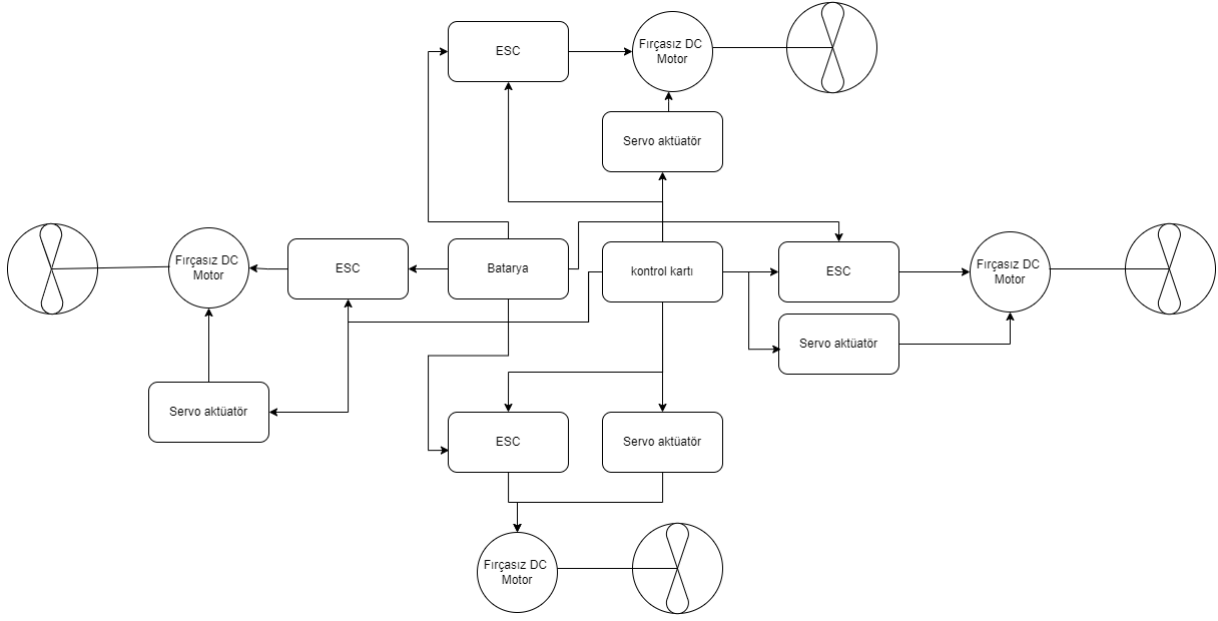 ESC
Fırçasız DC
Motor
Servo aktüatör
Fırçasız DC
Motor
ESC
Batarya
kontrol kartı
ESC
Fırçasız DC
Motor
Servo aktüatör
Servo aktüatör
ESC
Servo aktüatör
Fırçasız DC
Motor